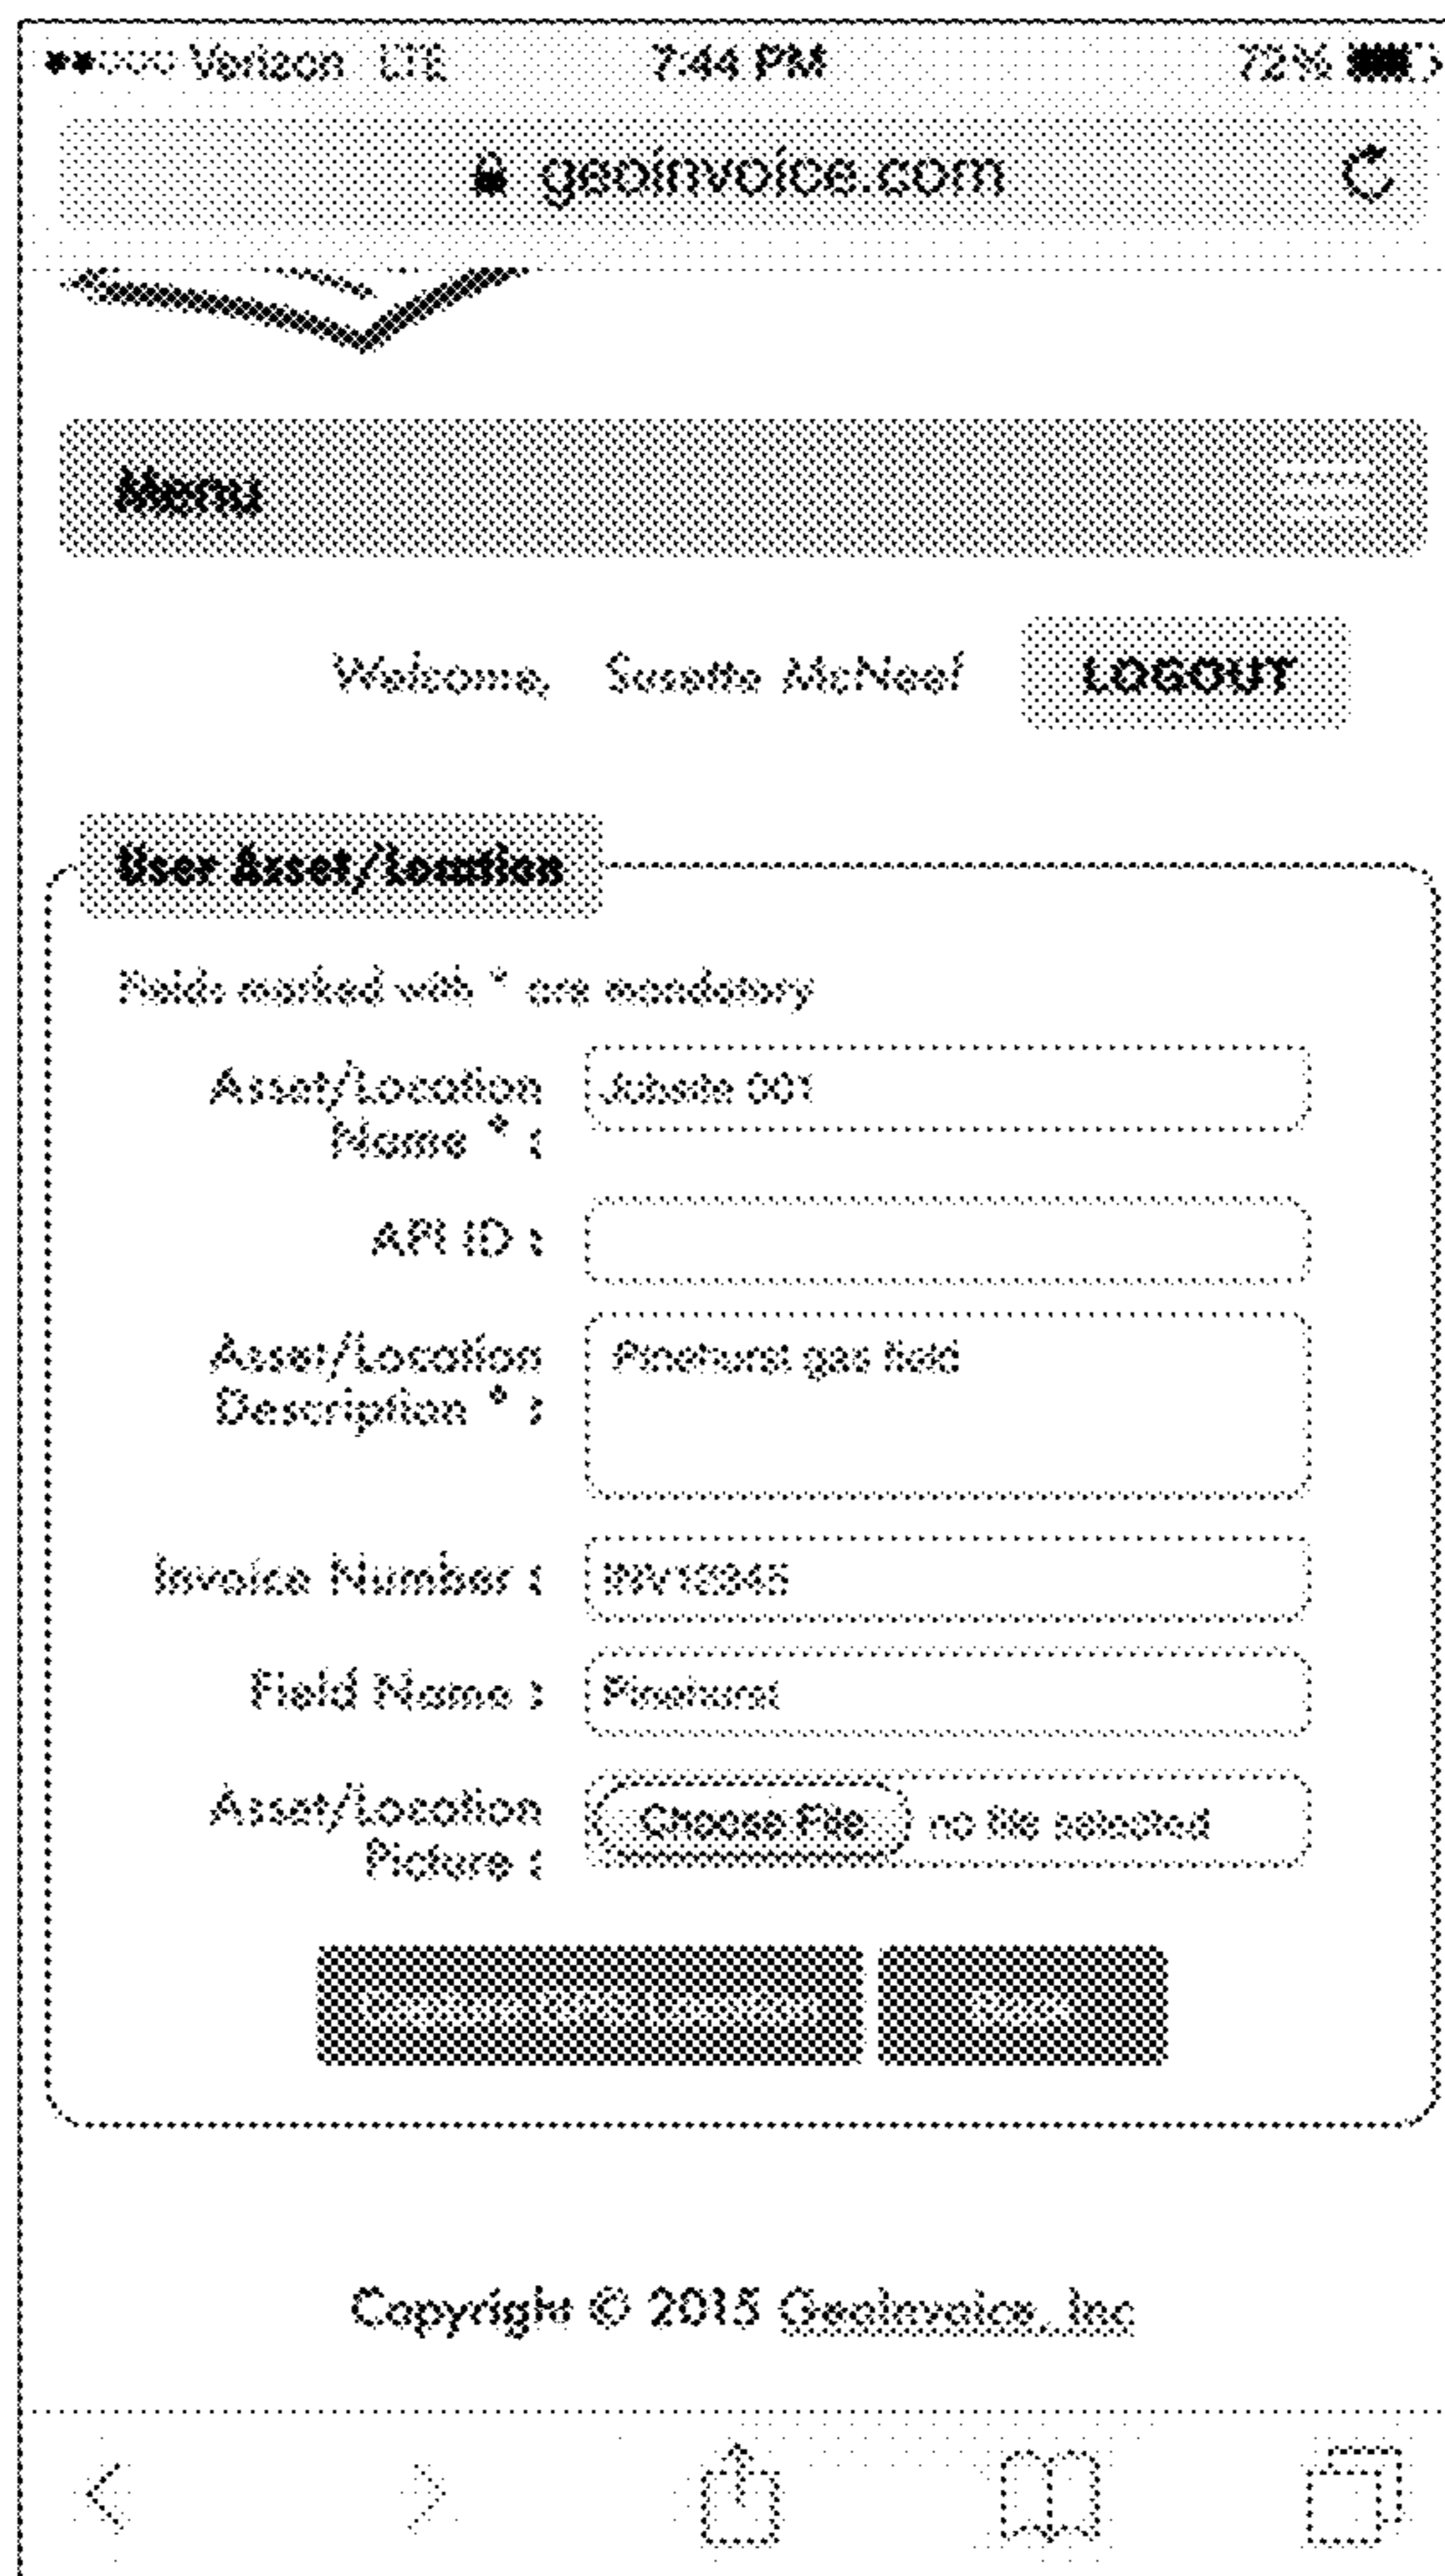 Verizon LTE 7:44 PM 72%
geoinvoice.com
Menu
Welcome, Susette McNeel LOGOUT
User Asset/Location
Fields marked with * are mandatory
Asset/Location Jobsite 001
Name * :
API ID :
Asset/Location Pinehurst gas field
Description * :
Invoice Number : INV12345
Field Name : Pinehurst
Asset/Location Choose File no file selected
Picture :
Location Back
Copyright © 2015 GeoInvoice, Inc